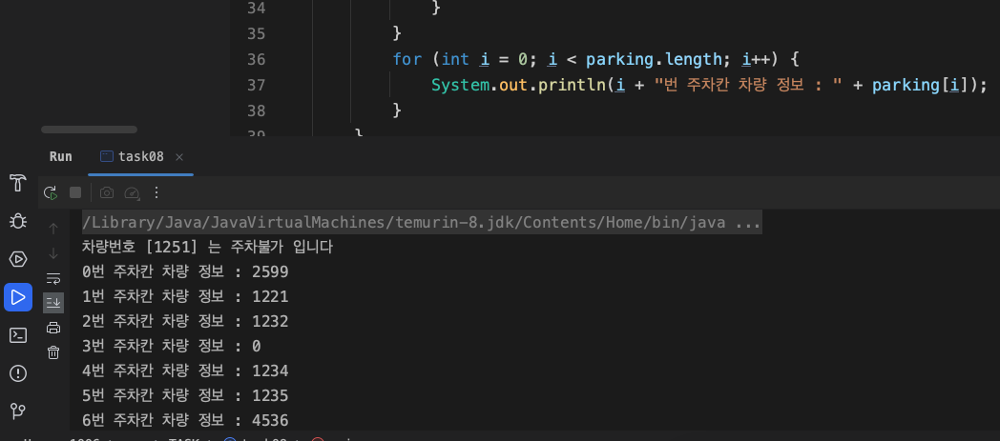 34 }
35 }
36 for (int i = 0; i < parking.length; i++) {
37 System.out.println(i + "번 주차칸 차량 정보 : " + parking[i]);
38 }
39 }
Run task08 ×
/Library/Java/JavaVirtualMachines/temurin-8.jdk/Contents/Home/bin/java ...
차량번호 [1251] 는 주차불가 입니다
0번 주차칸 차량 정보 : 2599
1번 주차칸 차량 정보 : 1221
2번 주차칸 차량 정보 : 1232
3번 주차칸 차량 정보 : 0
4번 주차칸 차량 정보 : 1234
5번 주차칸 차량 정보 : 1235
6번 주차칸 차량 정보 : 4536